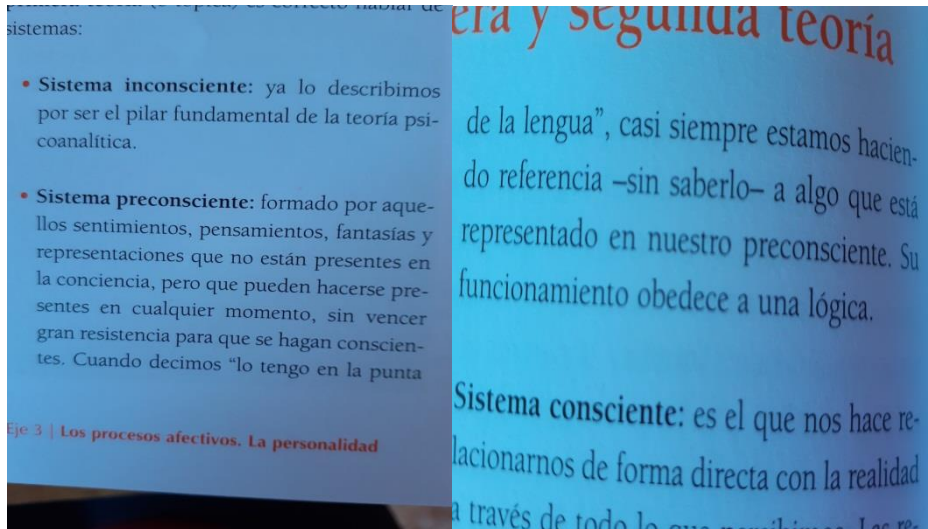 sistemas:
• Sistema inconsciente: ya lo describimos
por ser el pilar fundamental de la teoría psi-
coanalítica.
• Sistema preconsciente: formado por aque-
llos sentimientos, pensamientos, fantasías y
representaciones que no están presentes en
la conciencia, pero que pueden hacerse pre-
sentes en cualquier momento, sin vencer
gran resistencia para que se hagan conscien-
tes. Cuando decimos “lo tengo en la punta
Eje 3 | Los procesos afectivos. La personalidad
era y segunda teoría
de la lengua”, casi siempre estamos hacien-
do referencia –sin saberlo– a algo que está
representado en nuestro preconsciente. Su
funcionamiento obedece a una lógica.
Sistema consciente: es el que nos hace re-
lacionarnos de forma directa con la realidad
a través de todo lo